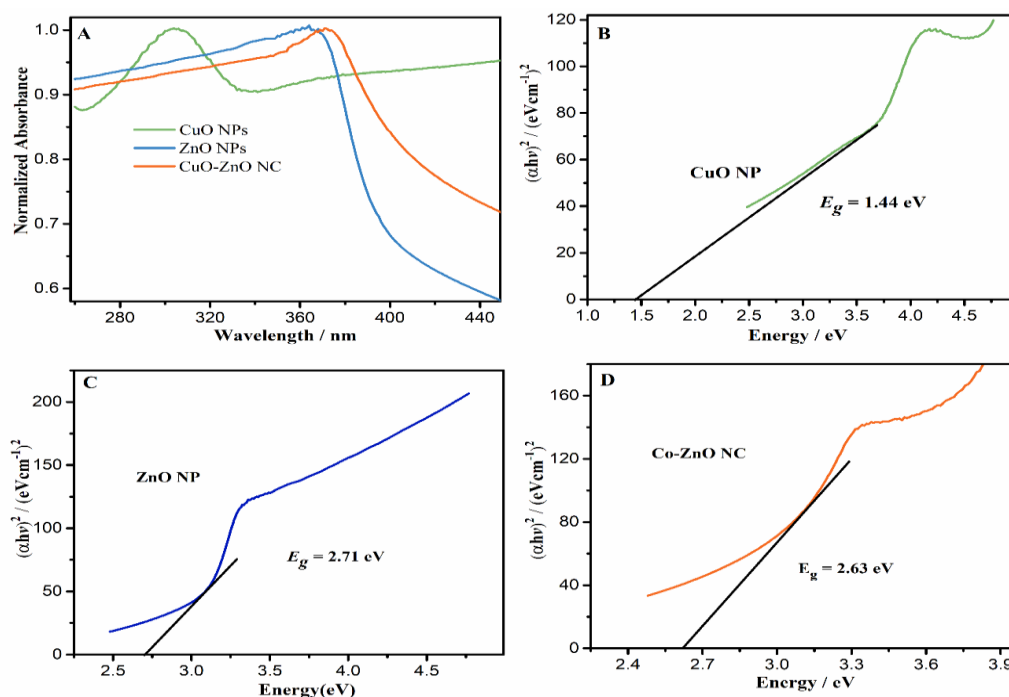 A
Normalized Absorbance
1.0
0.9
0.8
0.7
0.6
CuO NPs
ZnO NPs
CuO-ZnO NC
280 320 360 400 440
Wavelength / nm
B
(αhν)² / (eVcm⁻¹)²
120
100
80
60
40
20
0
CuO NP
Eg = 1.44 eV
1.0 1.5 2.0 2.5 3.0 3.5 4.0 4.5
Energy / eV
C
(αhν)² / (eVcm⁻¹)²
200
150
100
50
0
ZnO NP
Eg = 2.71 eV
2.5 3.0 3.5 4.0 4.5
Energy(eV)
D
(αhν)² / (eVcm⁻¹)²
160
120
80
40
0
Co-ZnO NC
Eg = 2.63 eV
2.4 2.7 3.0 3.3 3.6 3.9
Energy / eV